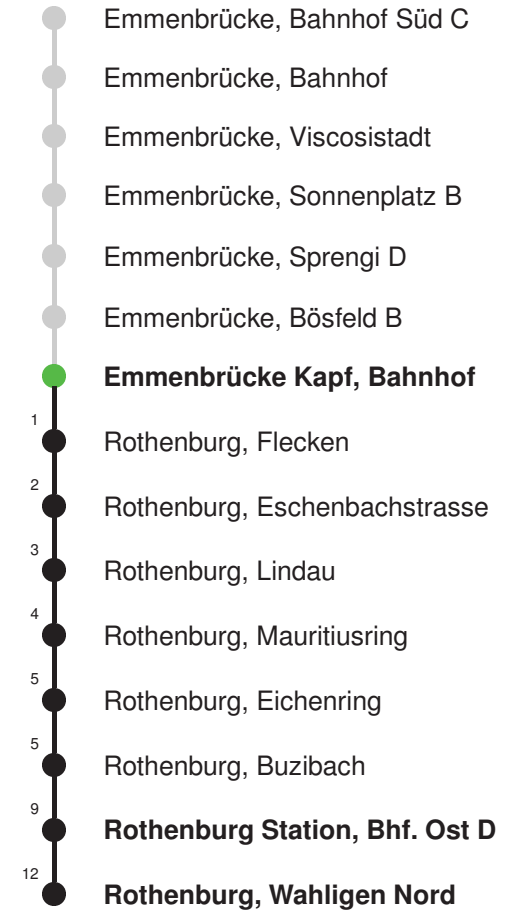 Emmenbrücke, Bahnhof Süd C
Emmenbrücke, Bahnhof
Emmenbrücke, Viscosistadt
Emmenbrücke, Sonnenplatz B
Emmenbrücke, Sprengi D
Emmenbrücke, Bösfeld B
Emmenbrücke Kapf, Bahnhof
1 Rothenburg, Flecken
2 Rothenburg, Eschenbachstrasse
3 Rothenburg, Lindau
4 Rothenburg, Mauritiusring
5 Rothenburg, Eichenring
5 Rothenburg, Buzibach
9 Rothenburg Station, Bhf. Ost D
12 Rothenburg, Wahligen Nord